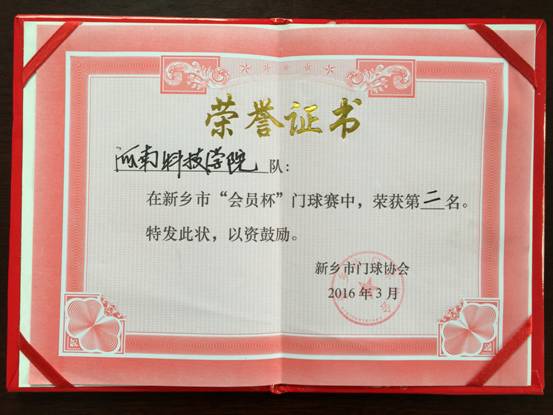 荣誉证书
河南科技学院队：
在新乡市“会员杯”门球赛中，荣获第二名。
特发此状，以资鼓励。
新乡市门球协会
2016年3月